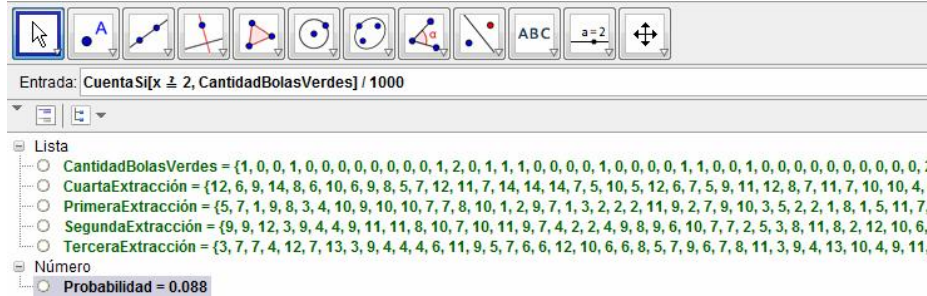 A
α
ABC
a=2
Entrada: CuentaSi[x ≟ 2, CantidadBolasVerdes] / 1000
Lista
CantidadBolasVerdes = {1, 0, 0, 1, 0, 0, 0, 0, 0, 0, 0, 0, 1, 2, 0, 1, 1, 1, 0, 0, 0, 0, 1, 0, 0, 0, 0, 1, 1, 0, 0, 1, 0, 0, 0, 0, 0, 0, 0, 0, 0, 0, 2
CuartaExtracción = {12, 6, 9, 14, 8, 6, 10, 6, 9, 8, 5, 7, 12, 11, 7, 14, 14, 14, 7, 5, 10, 5, 12, 6, 7, 5, 9, 11, 12, 8, 7, 11, 7, 10, 10, 4,
PrimeraExtracción = {5, 7, 1, 9, 8, 3, 4, 10, 9, 10, 10, 7, 7, 8, 10, 1, 2, 9, 7, 1, 3, 2, 2, 2, 11, 9, 2, 7, 9, 10, 3, 5, 2, 2, 1, 8, 1, 5, 11, 7,
SegundaExtracción = {9, 9, 12, 3, 9, 4, 4, 9, 11, 11, 8, 10, 7, 10, 11, 9, 7, 4, 2, 2, 4, 9, 8, 9, 6, 10, 7, 7, 2, 5, 3, 8, 11, 8, 2, 12, 10, 6,
TerceraExtracción = {3, 7, 7, 4, 12, 7, 13, 3, 9, 4, 4, 4, 6, 11, 9, 5, 7, 6, 6, 12, 10, 6, 6, 8, 5, 7, 9, 6, 7, 8, 11, 3, 9, 4, 13, 10, 4, 9, 11,
Número
Probabilidad = 0.088